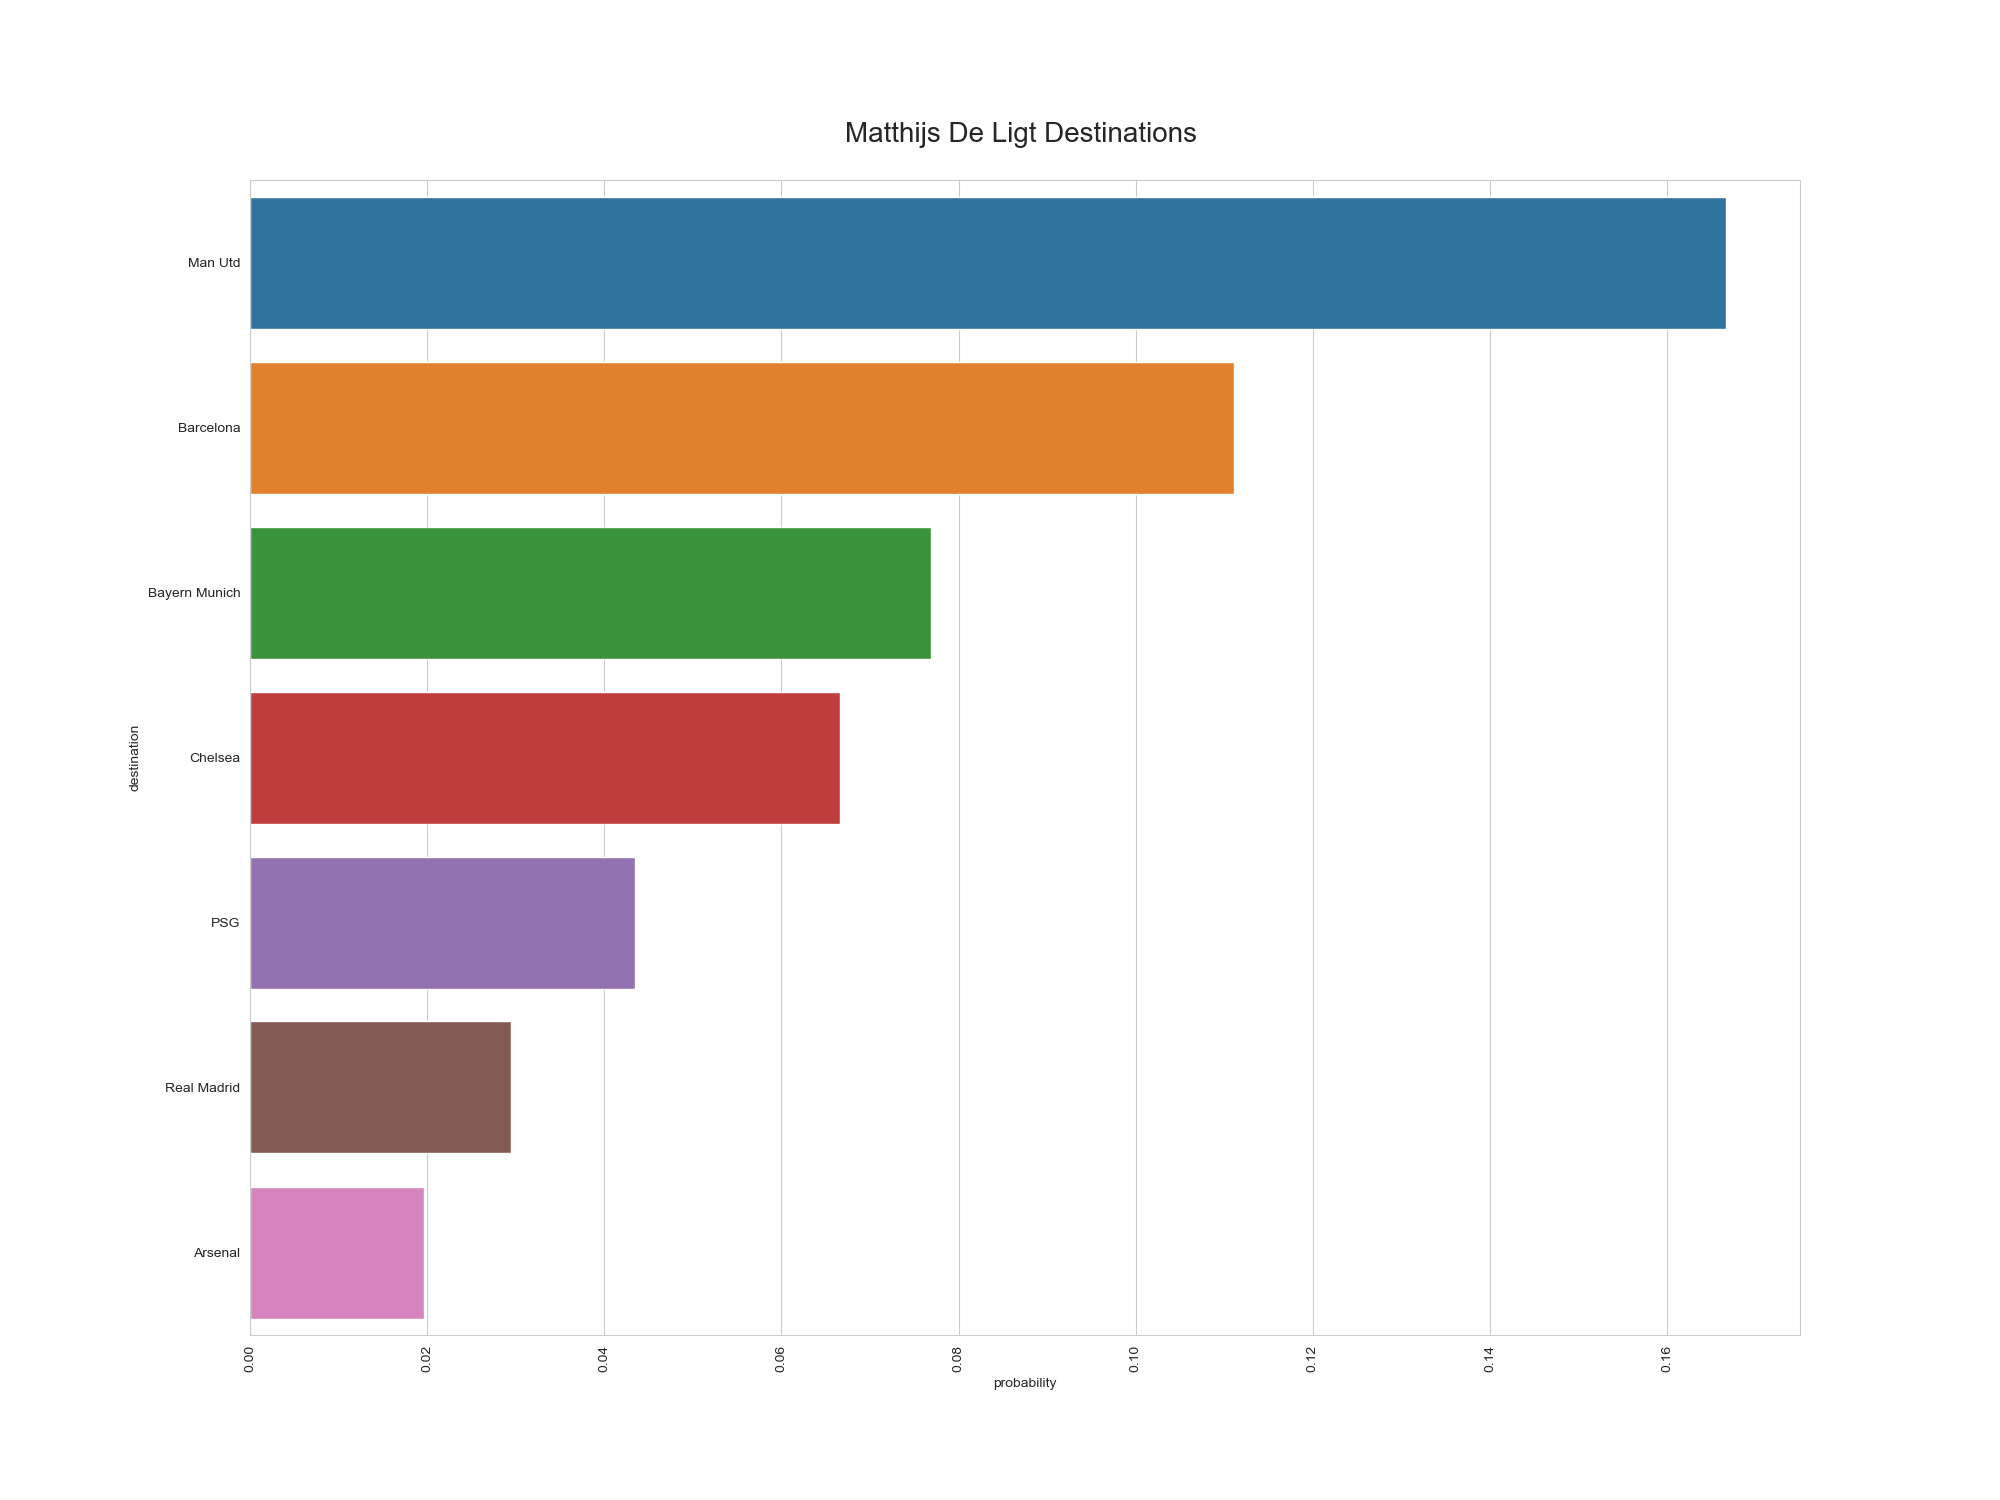 Matthijs De Ligt Destinations
Man Utd
Barcelona
Bayern Munich
Chelsea
PSG
Real Madrid
Arsenal
destination
0.00
0.02
0.04
0.06
0.08
0.10
0.12
0.14
0.16
probability